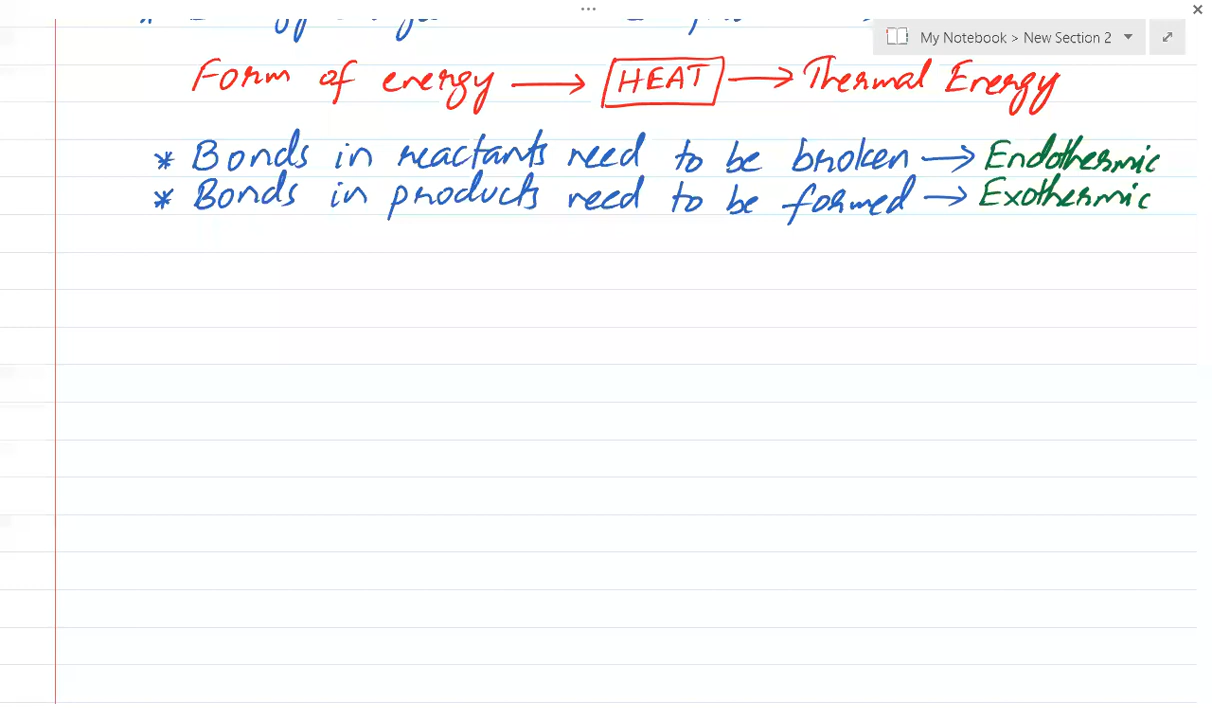 My Notebook > New Section 2
Form of energy → HEAT → Thermal Energy
* Bonds in reactants need to be broken → Endothermic
* Bonds in products need to be formed → Exothermic